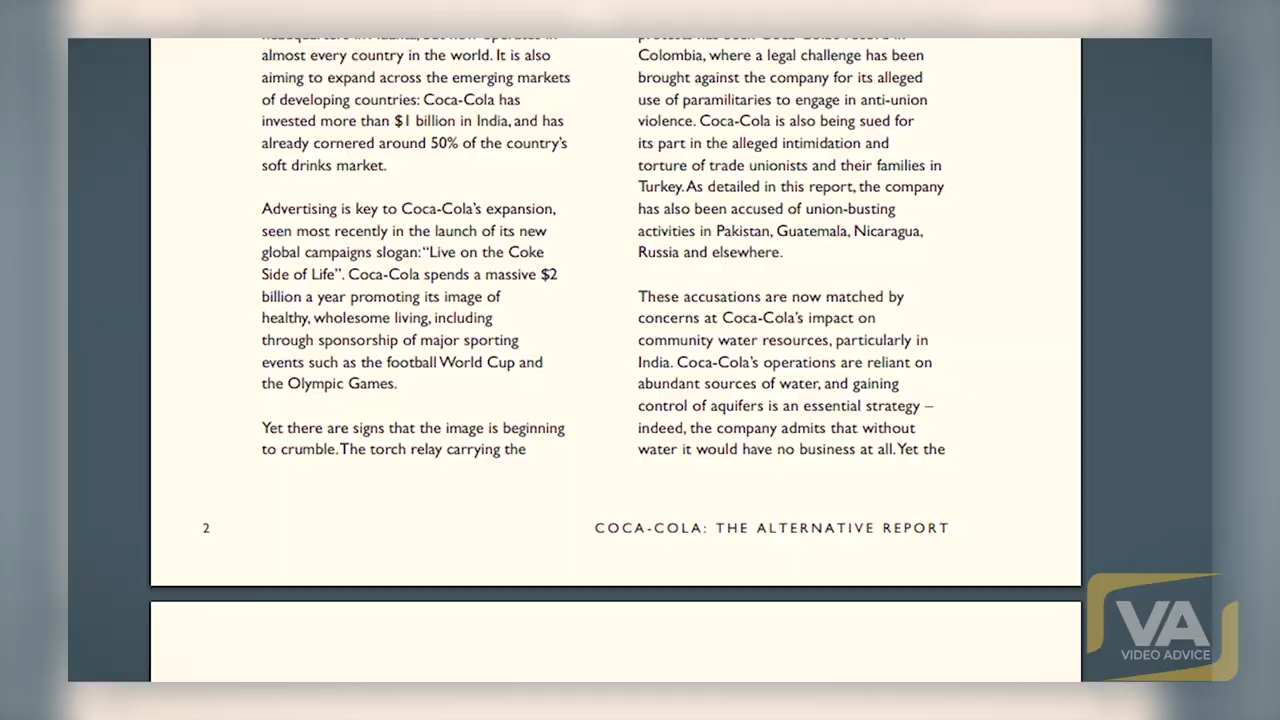 almost every country in the world. It is also
aiming to expand across the emerging markets
of developing countries: Coca-Cola has
invested more than $1 billion in India, and has
already cornered around 50% of the country's
soft drinks market.
Advertising is key to Coca-Cola's expansion,
seen most recently in the launch of its new
global campaigns slogan: “Live on the Coke
Side of Life”. Coca-Cola spends a massive $2
billion a year promoting its image of
healthy, wholesome living, including
through sponsorship of major sporting
events such as the football World Cup and
the Olympic Games.
Yet there are signs that the image is beginning
to crumble. The torch relay carrying the
Colombia, where a legal challenge has been
brought against the company for its alleged
use of paramilitaries to engage in anti-union
violence. Coca-Cola is also being sued for
its part in the alleged intimidation and
torture of trade unionists and their families in
Turkey. As detailed in this report, the company
has also been accused of union-busting
activities in Pakistan, Guatemala, Nicaragua,
Russia and elsewhere.
These accusations are now matched by
concerns at Coca-Cola's impact on
community water resources, particularly in
India. Coca-Cola's operations are reliant on
abundant sources of water, and gaining
control of aquifers is an essential strategy –
indeed, the company admits that without
water it would have no business at all. Yet the
2
COCA-COLA: THE ALTERNATIVE REPORT
VA
VIDEO ADVICE